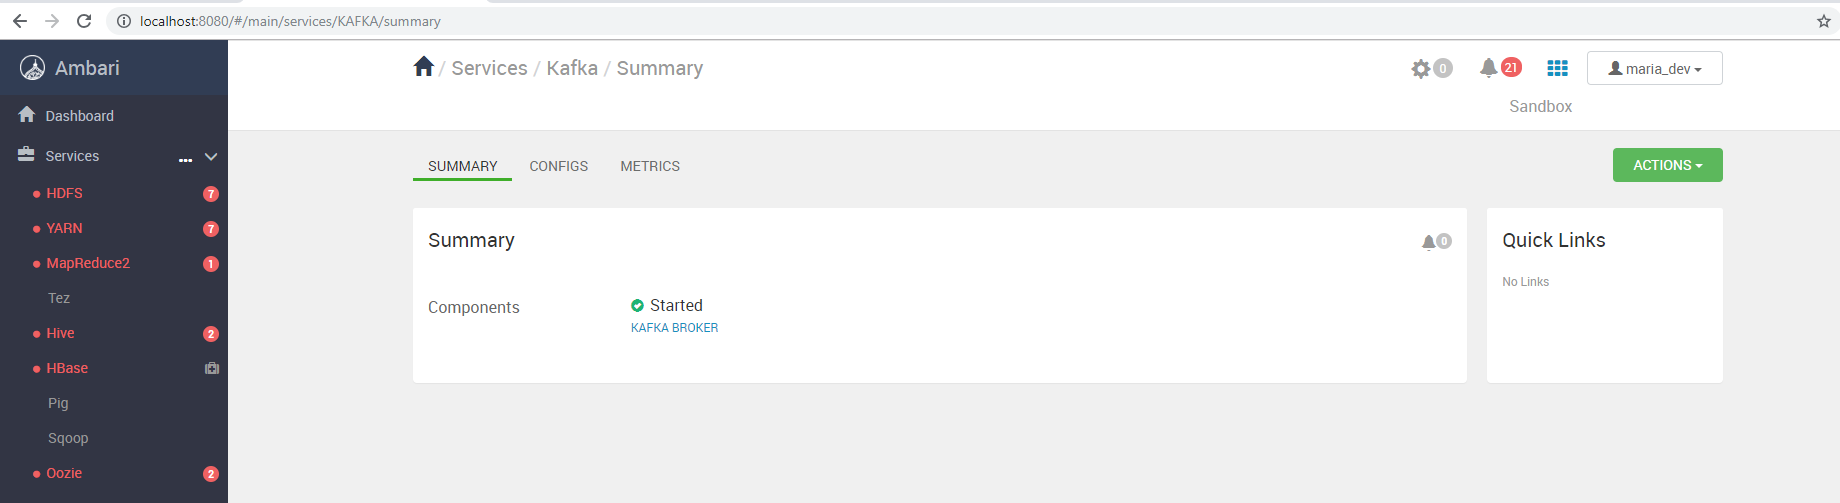 localhost:8080/#/main/services/KAFKA/summary
Ambari
/ Services / Kafka / Summary
0
21
maria_dev
Sandbox
Dashboard
Services ...
HDFS 7
YARN 7
MapReduce2 1
Tez
Hive 2
HBase
Pig
Sqoop
Oozie 2
SUMMARY CONFIGS METRICS
ACTIONS
Summary
0
Components
Started
KAFKA BROKER
Quick Links
No Links